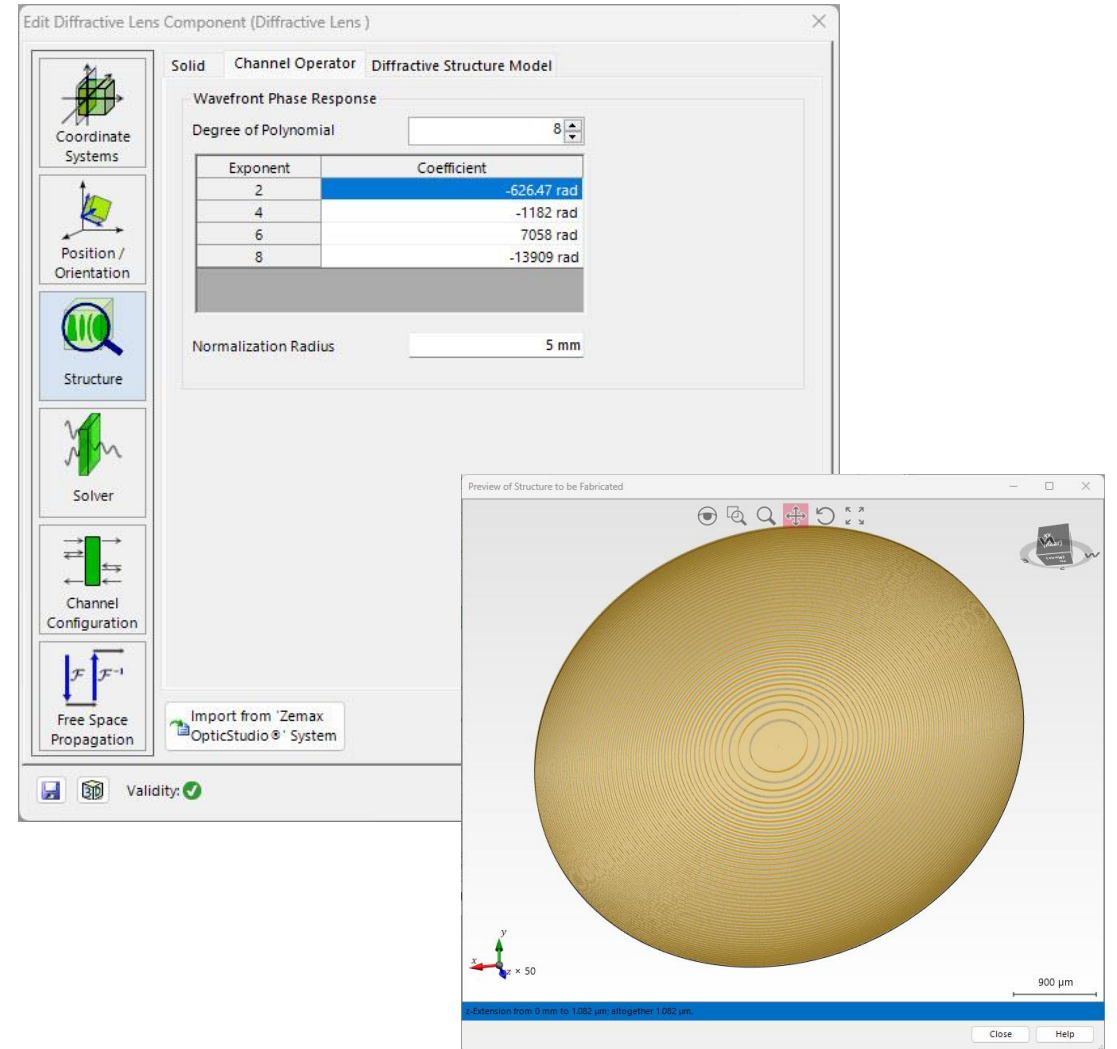 Edit Diffractive Lens Component (Diffractive Lens )
Coordinate
Systems
Position /
Orientation
Structure
Solver
Channel
Configuration
Free Space
Propagation
Solid Channel Operator Diffractive Structure Model
Wavefront Phase Response
Degree of Polynomial 8
Exponent Coefficient
2 -626.47 rad
4 -1182 rad
6 7058 rad
8 -13909 rad
Normalization Radius 5 mm
F F⁻¹
Import from 'Zemax
OpticStudio®' System
3D
Validity:
Preview of Structure to be Fabricated
y
x
z × 50
900 µm
z-Extension from 0 mm to 1.082 µm; altogether 1.082 µm.
Close Help